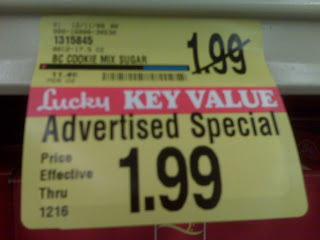 1315845
1.99
BC COOKIE MIX SUGAR
Lucky KEY VALUE
Advertised Special
Price
Effective
Thru
1216
1.99